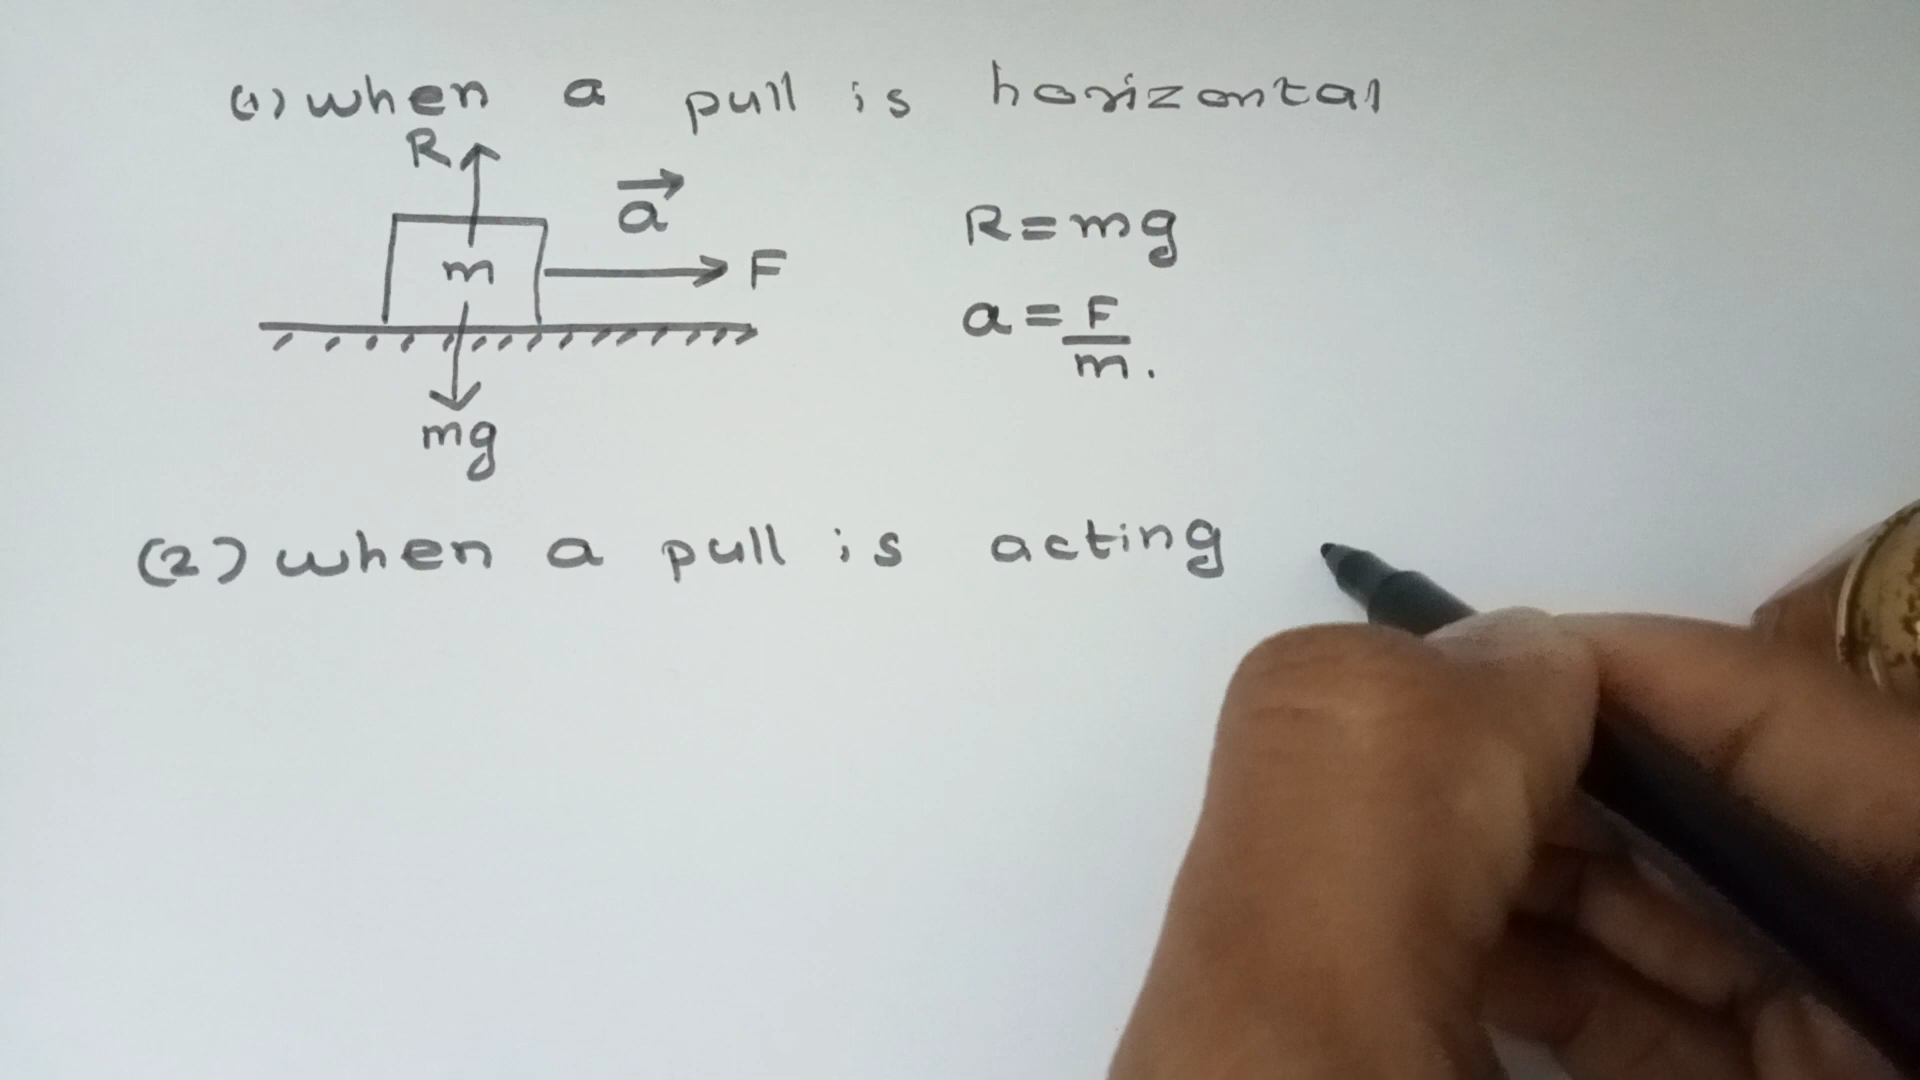 (1) when a pull is horizontal
R
a
m
F
mg
R = mg
a = F/m.
(2) when a pull is acting